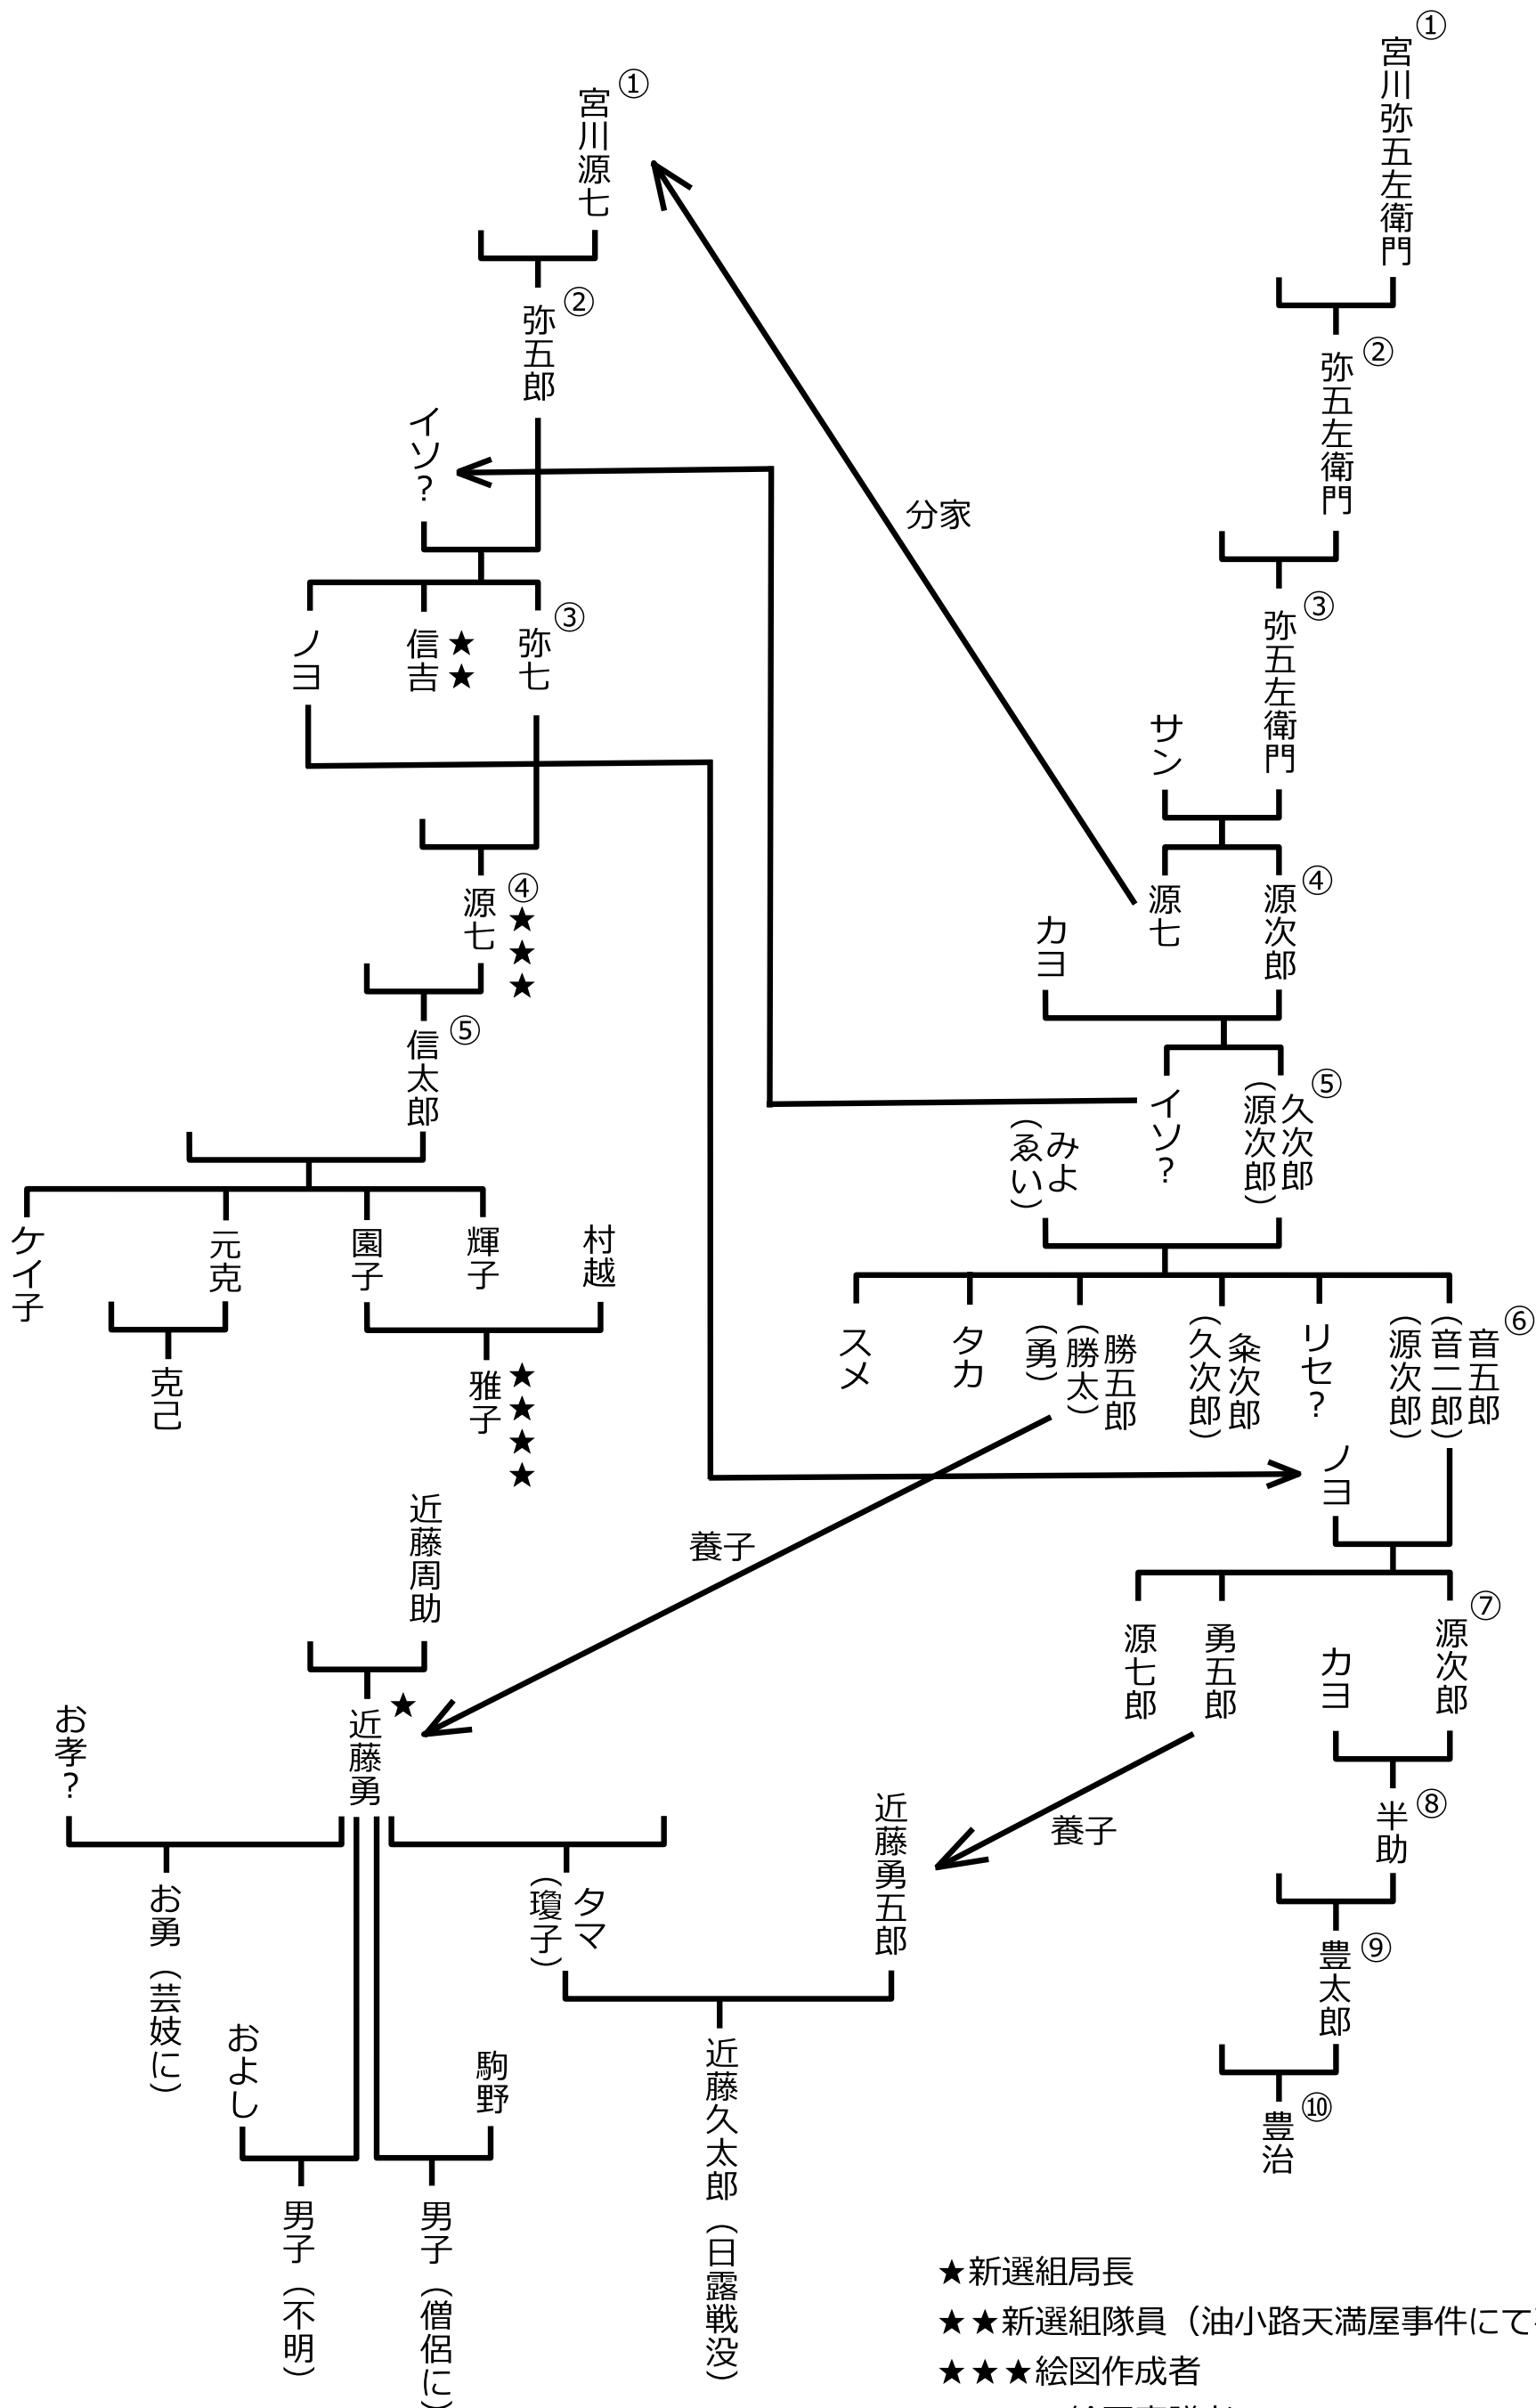 ①
宮川弥五左衛門
②
弥五左衛門
③
弥五左衛門
サン
④
源次郎
源七
カヨ
⑤
久次郎
（源次郎）
イソ？
みよ
（ゑい）
⑥
音五郎
（音二郎）
（源次郎）
リセ？
粂次郎
（久次郎）
勝五郎
（勝太）
（勇）
タカ
スメ
ノヨ
⑦
源次郎
カヨ
勇五郎
源七郎
⑧
半助
⑨
豊太郎
⑩
豊治
分家
養子
養子
①
宮川源七
②
弥五郎
イソ？
③
弥七
★★
信吉
ノヨ
④
★★★
源七
⑤
信太郎
村越
輝子
園子
元克
ケイ子
★★★★
雅子
克己
近藤周助
★
近藤勇
お孝？
お勇（芸妓に）
およし
男子（不明）
駒野
男子（僧侶に）
タマ
（瓊子）
近藤勇五郎
近藤久太郎（日露戦没）
★新選組局長
★★新選組隊員（油小路天満屋事件にて
★★★絵図作成者